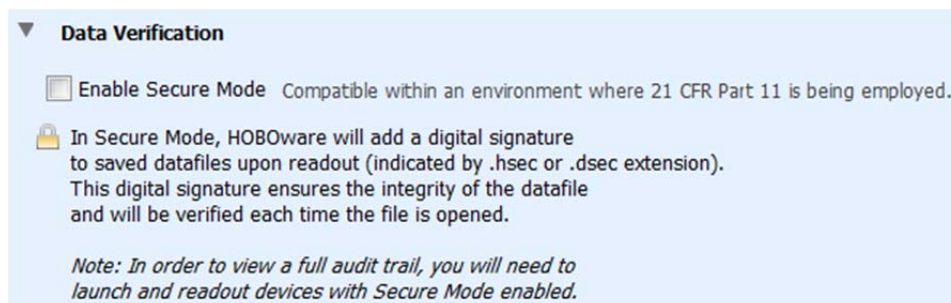 Data Verification
Enable Secure Mode Compatible within an environment where 21 CFR Part 11 is being employed.
In Secure Mode, HOBOware will add a digital signature
to saved datafiles upon readout (indicated by .hsec or .dsec extension).
This digital signature ensures the integrity of the datafile
and will be verified each time the file is opened.
Note: In order to view a full audit trail, you will need to
launch and readout devices with Secure Mode enabled.